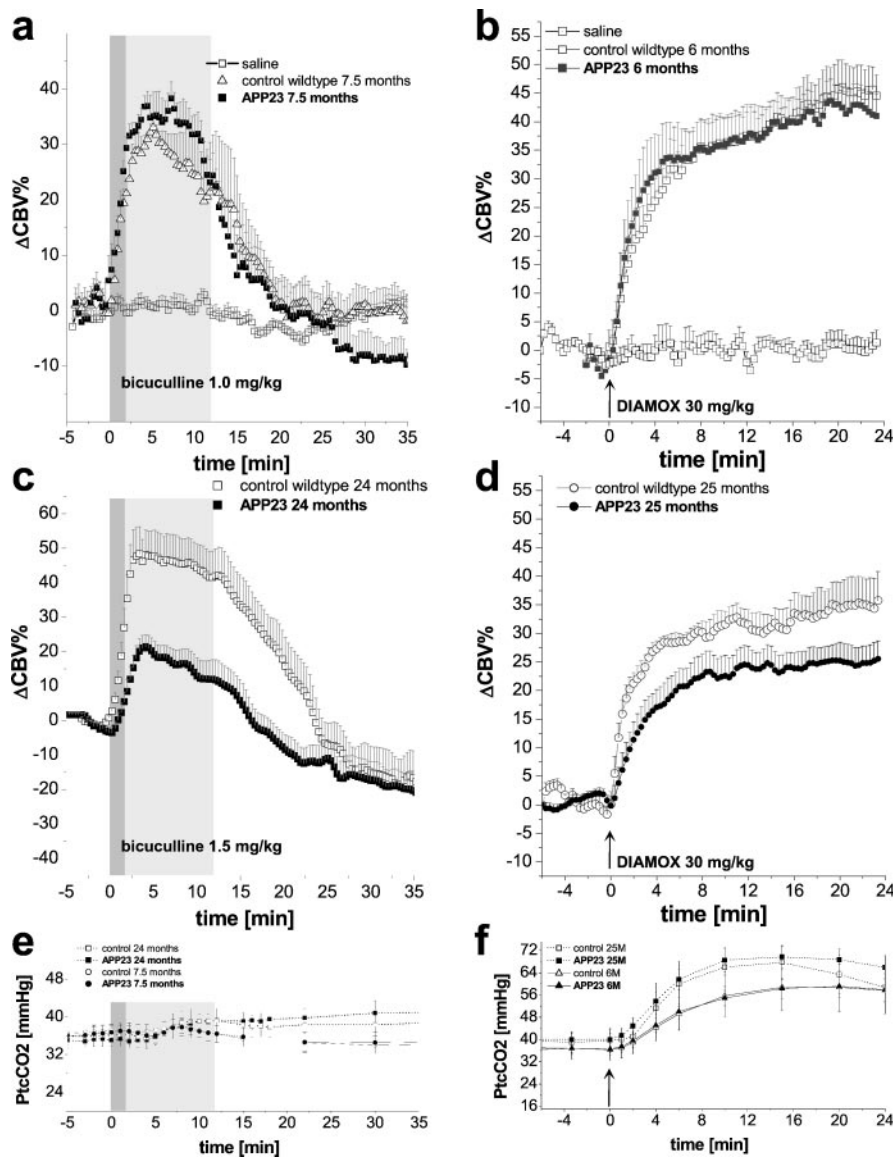 a
saline
control wildtype 7.5 months
APP23 7.5 months
40
30
20
10
0
-10
ΔCBV%
bicuculline 1.0 mg/kg
-5 0 5 10 15 20 25 30 35
time [min]
b
saline
control wildtype 6 months
APP23 6 months
55
50
45
40
35
30
25
20
15
10
5
0
-5
-10
ΔCBV%
DIAMOX 30 mg/kg
-4 0 4 8 12 16 20 24
time [min]
c
control wildtype 24 months
APP23 24 months
60
50
40
30
20
10
0
-10
-20
-30
-40
ΔCBV%
bicuculline 1.5 mg/kg
-5 0 5 10 15 20 25 30 35
time [min]
d
control wildtype 25 months
APP23 25 months
55
50
45
40
35
30
25
20
15
10
5
0
-5
-10
ΔCBV%
DIAMOX 30 mg/kg
-4 0 4 8 12 16 20 24
time [min]
e
control 24 months
APP23 24 months
control 7.5 months
APP23 7.5 months
48
40
32
24
PtcCO2 [mmHg]
-5 0 5 10 15 20 25 30 35
time [min]
f
control 25M
APP23 25M
control 6M
APP23 6M
72
64
56
48
40
32
24
16
PtcCO2 [mmHg]
-4 0 4 8 12 16 20 24
time [min]